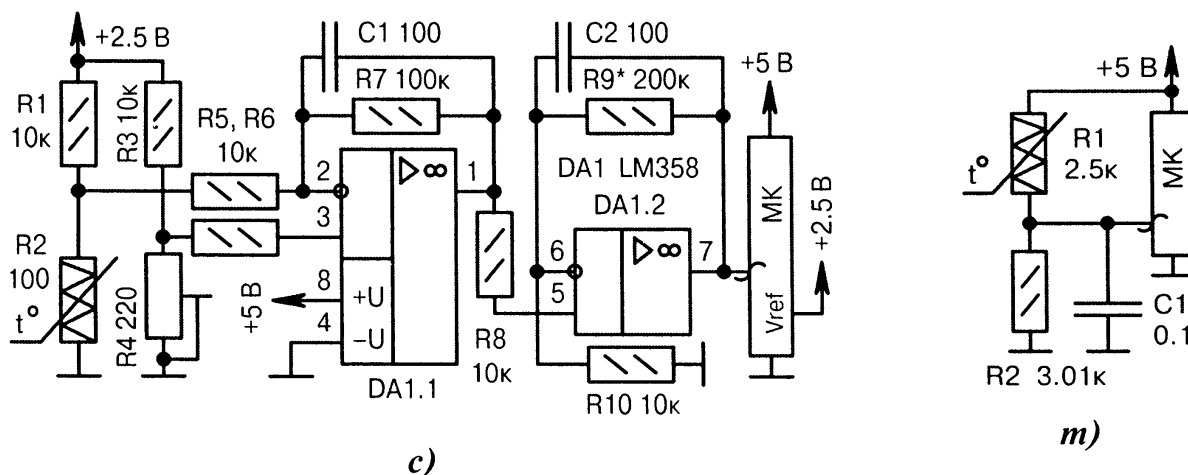 +2.5 В
R1
10к
R3 10к
R5, R6
10к
R2
100
t°
R4 220
C1 100
R7 100к
2
3
8
4
+5 В
+U
−U
▷∞
1
DA1.1
R8
10к
C2 100
R9* 200к
DA1 LM358
DA1.2
6
5
▷∞
7
R10 10к
+5 В
МК
Vref
+2.5 В
с)
+5 В
R1
2.5к
t°
МК
C1
0.1
R2 3.01к
т)